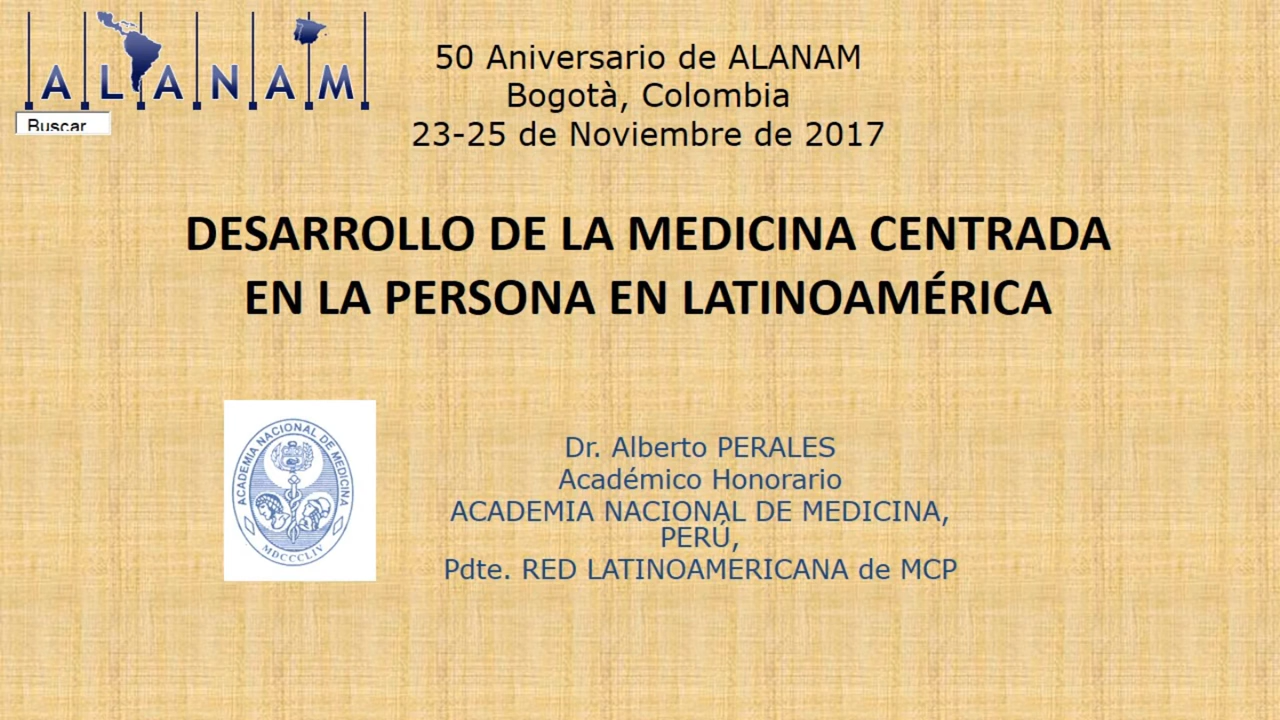 ALANAM
Buscar
50 Aniversario de ALANAM
Bogotà, Colombia
23-25 de Noviembre de 2017
DESARROLLO DE LA MEDICINA CENTRADA
EN LA PERSONA EN LATINOAMÉRICA
ACADEMIA NACIONAL DE MEDICINA
MDCCCLIV
Dr. Alberto PERALES
Académico Honorario
ACADEMIA NACIONAL DE MEDICINA,
PERÚ,
Pdte. RED LATINOAMERICANA de MCP